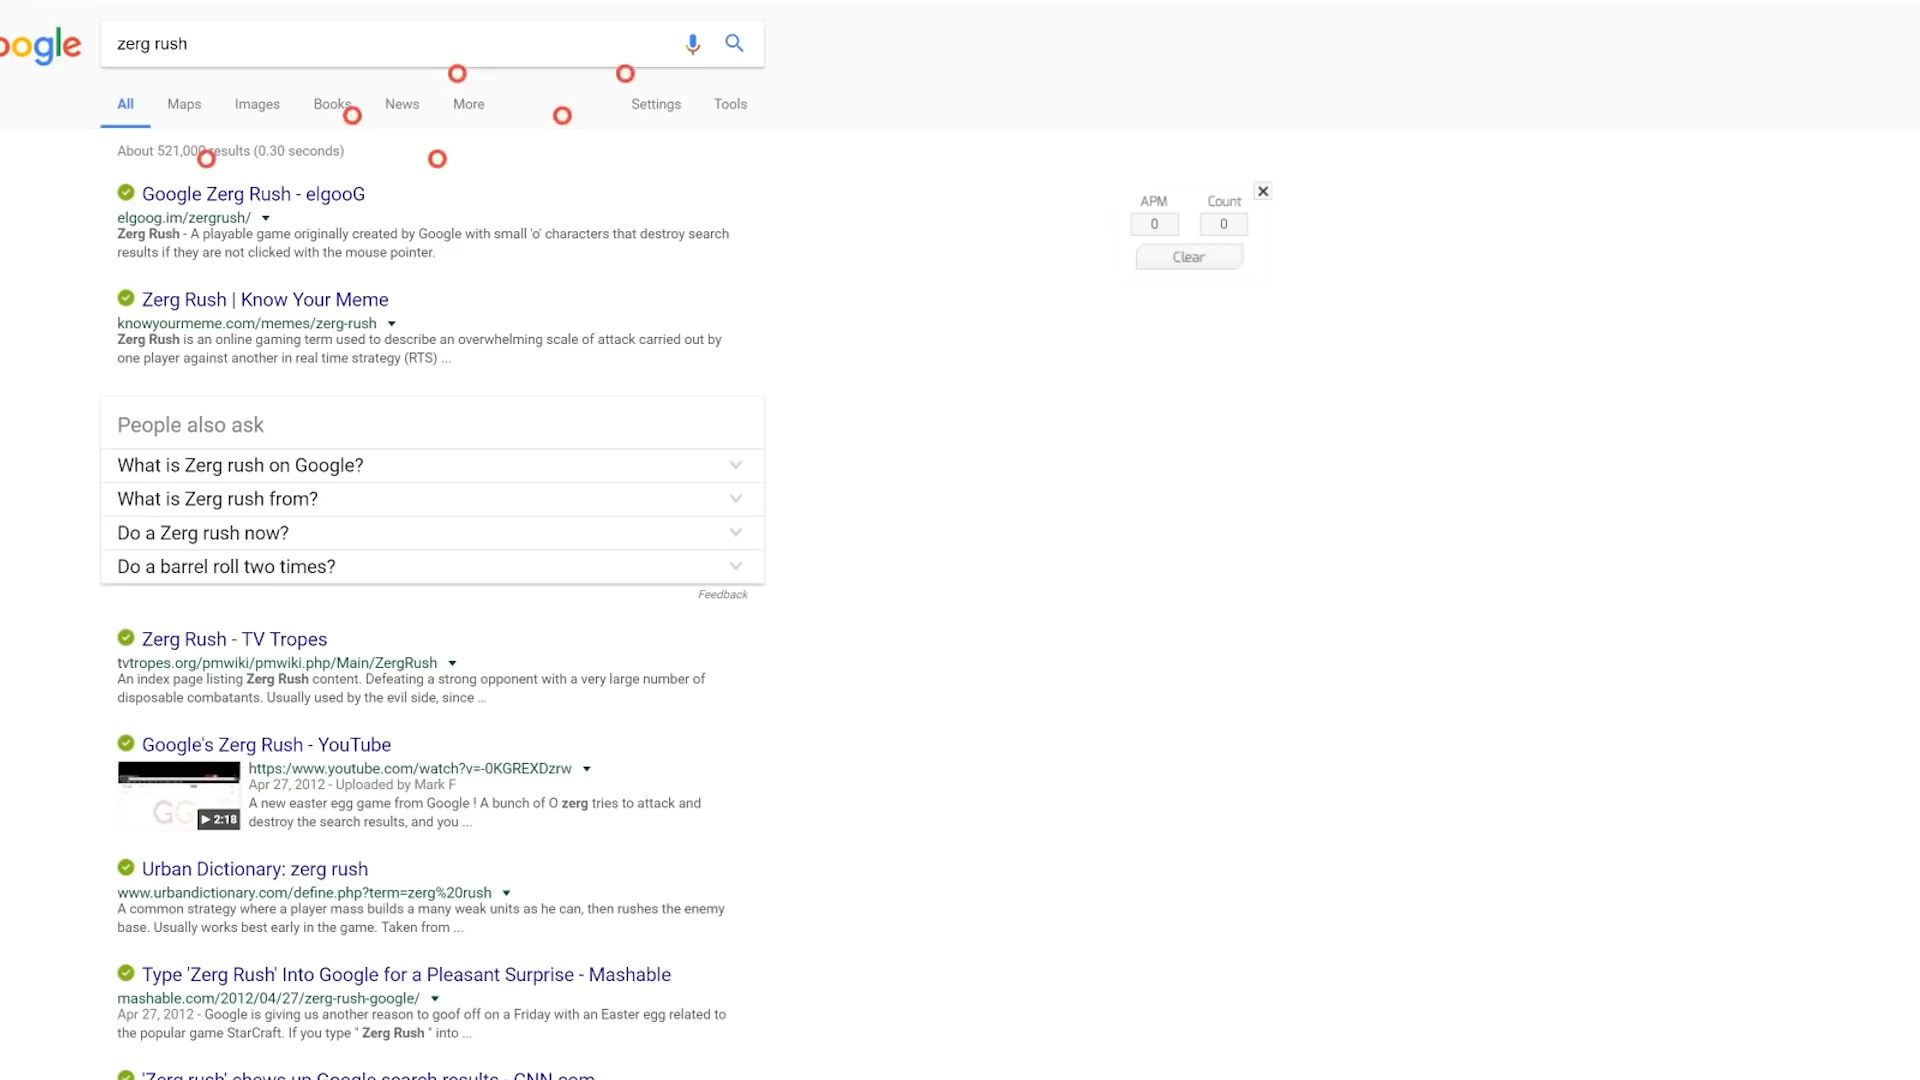 oogle
zerg rush
All Maps Images Books News More Settings Tools
About 521,000 results (0.30 seconds)
Google Zerg Rush - elgooG
elgoog.im/zergrush/
Zerg Rush - A playable game originally created by Google with small 'o' characters that destroy search
results if they are not clicked with the mouse pointer.
APM Count
0 0
Clear
Zerg Rush | Know Your Meme
knowyourmeme.com/memes/zerg-rush
Zerg Rush is an online gaming term used to describe an overwhelming scale of attack carried out by
one player against another in real time strategy (RTS) ...
People also ask
What is Zerg rush on Google?
What is Zerg rush from?
Do a Zerg rush now?
Do a barrel roll two times?
Feedback
Zerg Rush - TV Tropes
tvtropes.org/pmwiki/pmwiki.php/Main/ZergRush
An index page listing Zerg Rush content. Defeating a strong opponent with a very large number of
disposable combatants. Usually used by the evil side, since ...
Google's Zerg Rush - YouTube
https:/www.youtube.com/watch?v=-0KGREXDzrw
Apr 27, 2012 - Uploaded by Mark F
A new easter egg game from Google ! A bunch of O zerg tries to attack and
destroy the search results, and you ...
GG
2:18
Urban Dictionary: zerg rush
www.urbandictionary.com/define.php?term=zerg%20rush
A common strategy where a player mass builds a many weak units as he can, then rushes the enemy
base. Usually works best early in the game. Taken from ...
Type 'Zerg Rush' Into Google for a Pleasant Surprise - Mashable
mashable.com/2012/04/27/zerg-rush-google/
Apr 27, 2012 - Google is giving us another reason to goof off on a Friday with an Easter egg related to
the popular game StarCraft. If you type " Zerg Rush " into ...
'Zerg rush' chews up Google search results - CNN.com